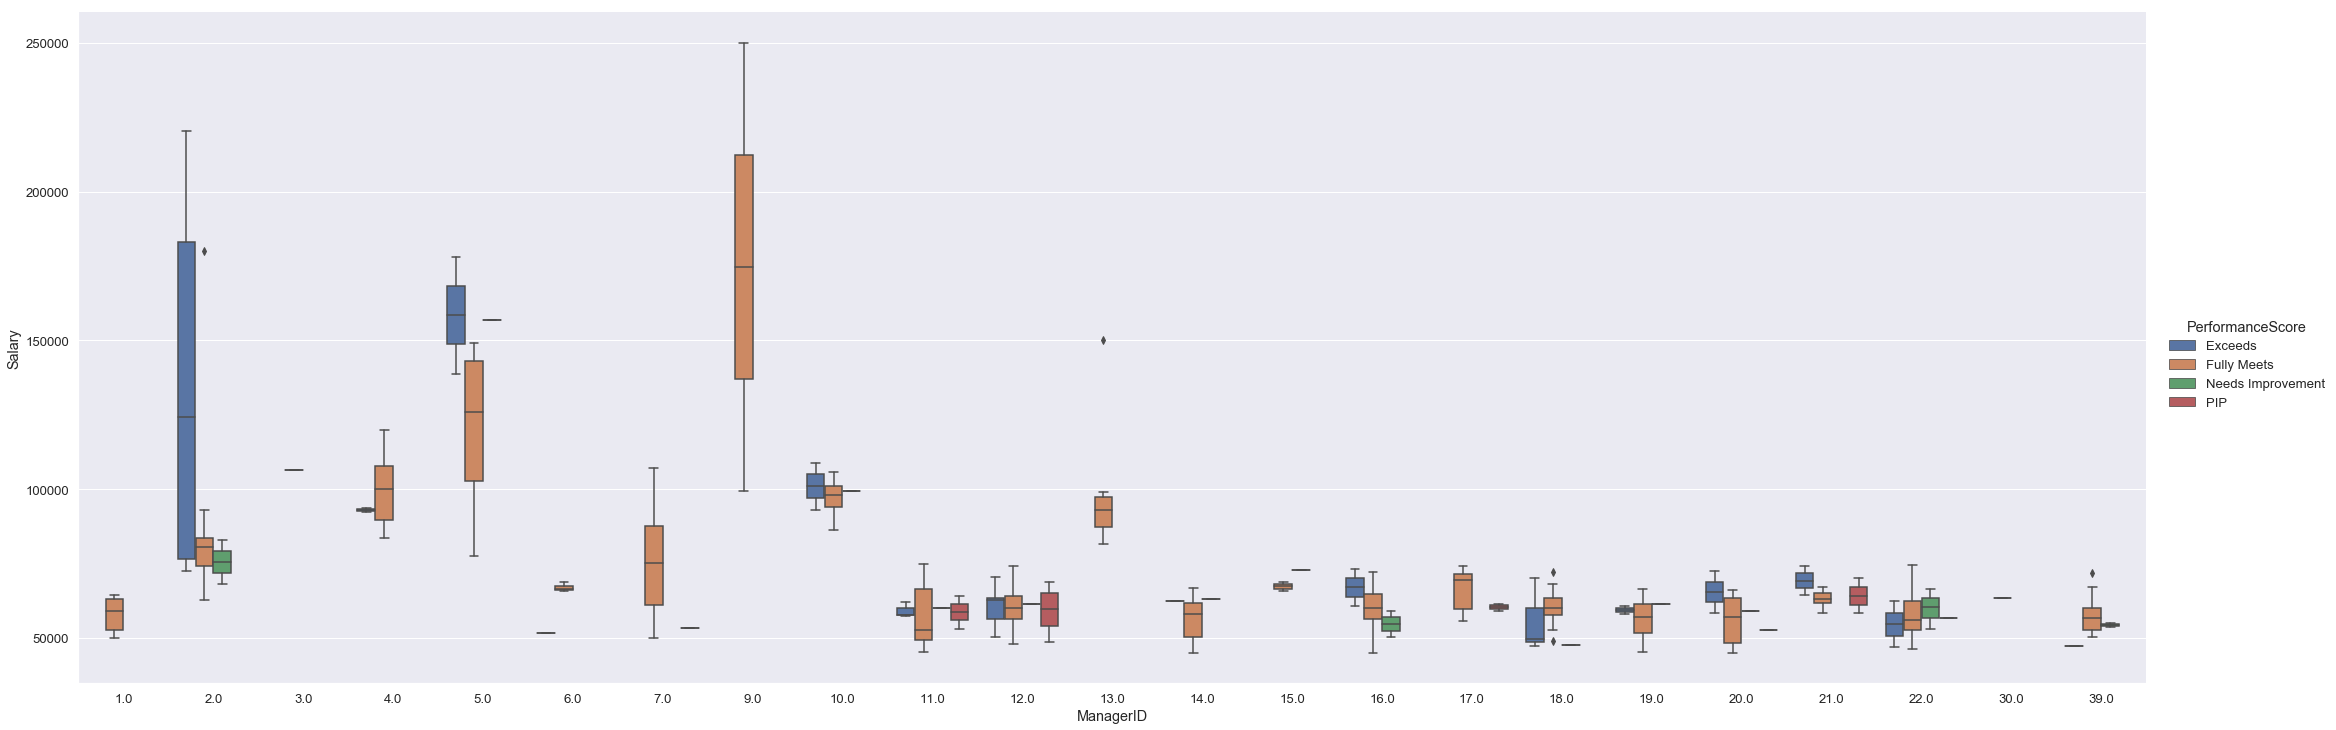 250000
200000
150000
100000
50000
Salary
1.0 2.0 3.0 4.0 5.0 6.0 7.0 9.0 10.0 11.0 12.0 13.0 14.0 15.0 16.0 17.0 18.0 19.0 20.0 21.0 22.0 30.0 39.0
ManagerID
PerformanceScore
Exceeds
Fully Meets
Needs Improvement
PIP